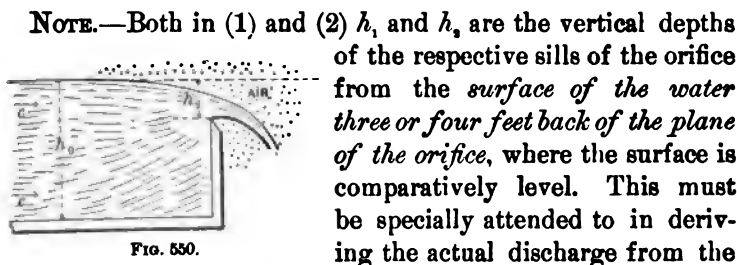 NOTE.—Both in (1) and (2) h₁ and h₂ are the vertical depths
of the respective sills of the orifice
from the surface of the water
three or four feet back of the plane
of the orifice, where the surface is
comparatively level. This must
be specially attended to in deriv-
ing the actual discharge from the
AIR
h₂
c
h₀
c
FIG. 550.